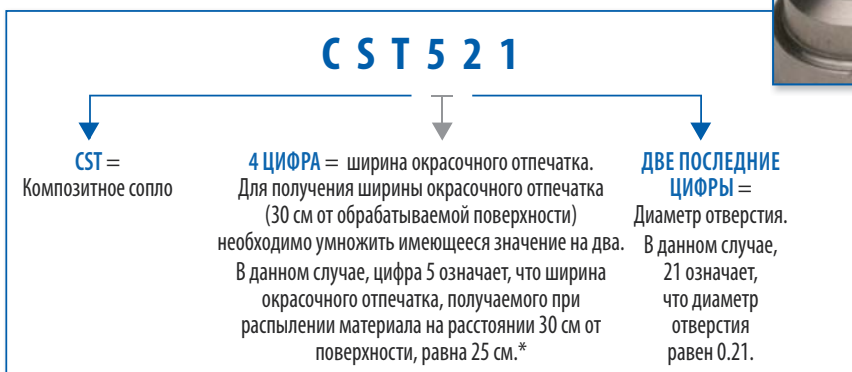 CST521
CST =
Композитное сопло
4 ЦИФРА = ширина окрасочного отпечатка.
Для получения ширины окрасочного отпечатка
(30 см от обрабатываемой поверхности)
необходимо умножить имеющееся значение на два.
В данном случае, цифра 5 означает, что ширина
окрасочного отпечатка, получаемого при
распылении материала на расстоянии 30 см от
поверхности, равна 25 см.*
ДВЕ ПОСЛЕДНИЕ
ЦИФРЫ =
Диаметр отверстия.
В данном случае,
21 означает,
что диаметр
отверстия
равен 0.21.